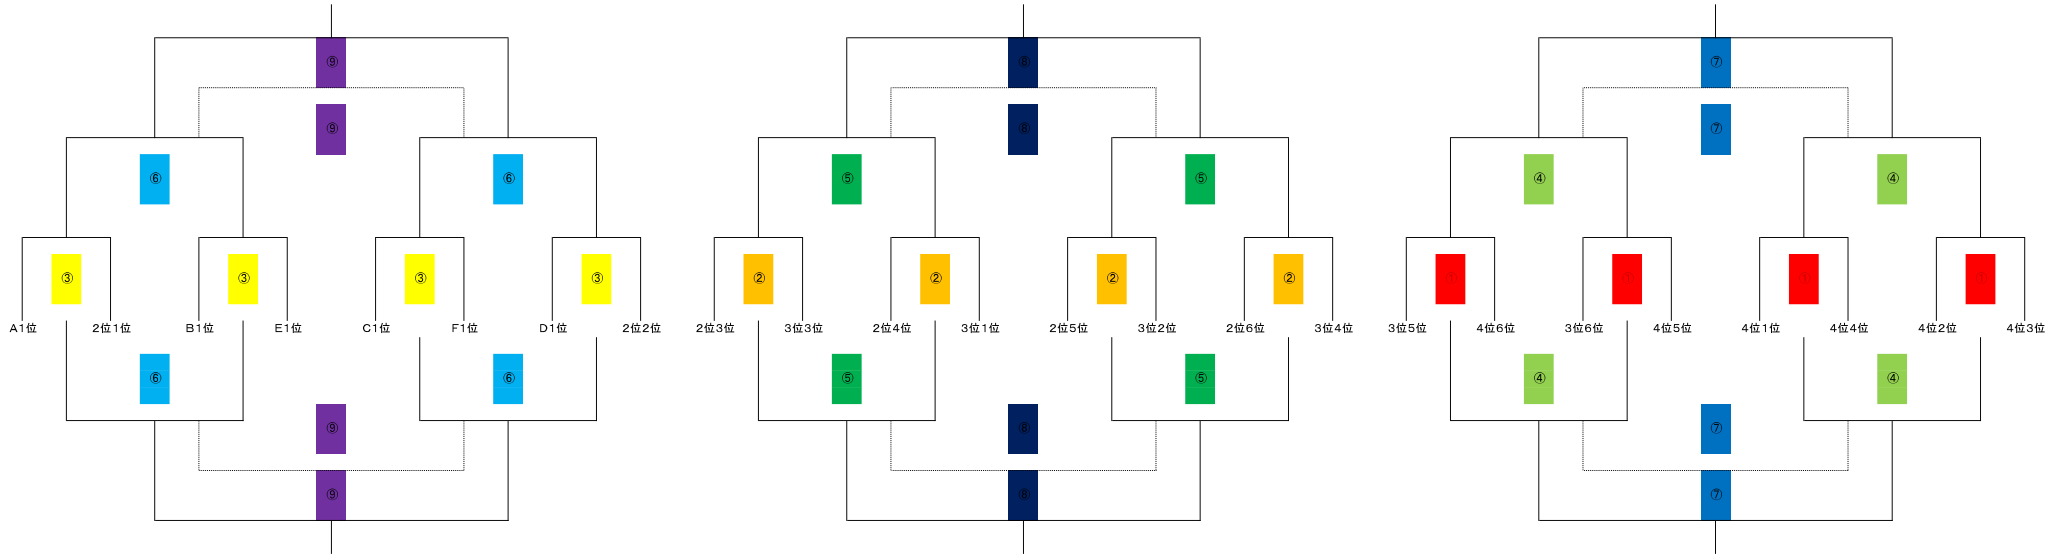 ⑨ ⑧ ⑦
⑨ ⑧ ⑦
⑥ ⑥ ⑤ ⑤ ④ ④
③ ③ ③ ③ ② ② ② ② ① ① ① ①
A1位 2位1位 B1位 E1位 C1位 F1位 D1位 2位2位 2位3位 3位3位 2位4位 3位1位 2位5位 3位2位 2位6位 3位4位 3位5位 4位6位 3位6位 4位5位 4位1位 4位4位 4位2位 4位3位
⑥ ⑥ ⑤ ⑤ ④ ④
⑨ ⑧ ⑦
⑨ ⑧ ⑦